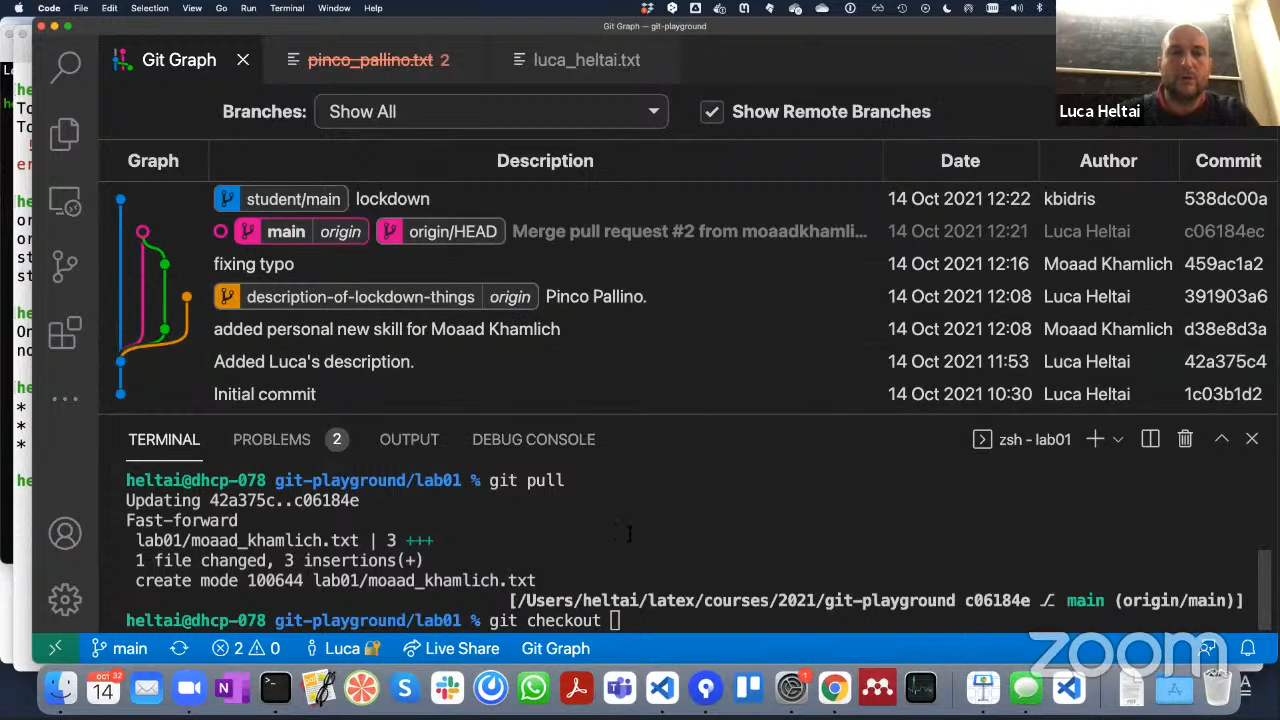 Code File Edit Selection View Go Run Terminal Window Help
Git Graph — git-playground
Git Graph pinco_pallino.txt 2 luca_heltai.txt
Luca Heltai
Branches: Show All Show Remote Branches
Graph Description Date Author Commit
student/main lockdown 14 Oct 2021 12:22 kbidris 538dc00a
main origin origin/HEAD Merge pull request #2 from moaadkhamli... 14 Oct 2021 12:21 Luca Heltai c06184ec
fixing typo 14 Oct 2021 12:16 Moaad Khamlich 459ac1a2
description-of-lockdown-things origin Pinco Pallino. 14 Oct 2021 12:08 Luca Heltai 391903a6
added personal new skill for Moaad Khamlich 14 Oct 2021 12:08 Moaad Khamlich d38e8d3a
Added Luca's description. 14 Oct 2021 11:53 Luca Heltai 42a375c4
Initial commit 14 Oct 2021 10:30 Luca Heltai 1c03b1d2
TERMINAL PROBLEMS 2 OUTPUT DEBUG CONSOLE zsh - lab01
heltai@dhcp-078 git-playground/lab01 % git pull
Updating 42a375c..c06184e
Fast-forward
lab01/moaad_khamlich.txt | 3 +++
1 file changed, 3 insertions(+)
create mode 100644 lab01/moaad_khamlich.txt
[/Users/heltai/latex/courses/2021/git-playground c06184e ⌥ main (origin/main)]
heltai@dhcp-078 git-playground/lab01 % git checkout
main 2 0 Luca Live Share Git Graph
zoom
OCT 32
14
1